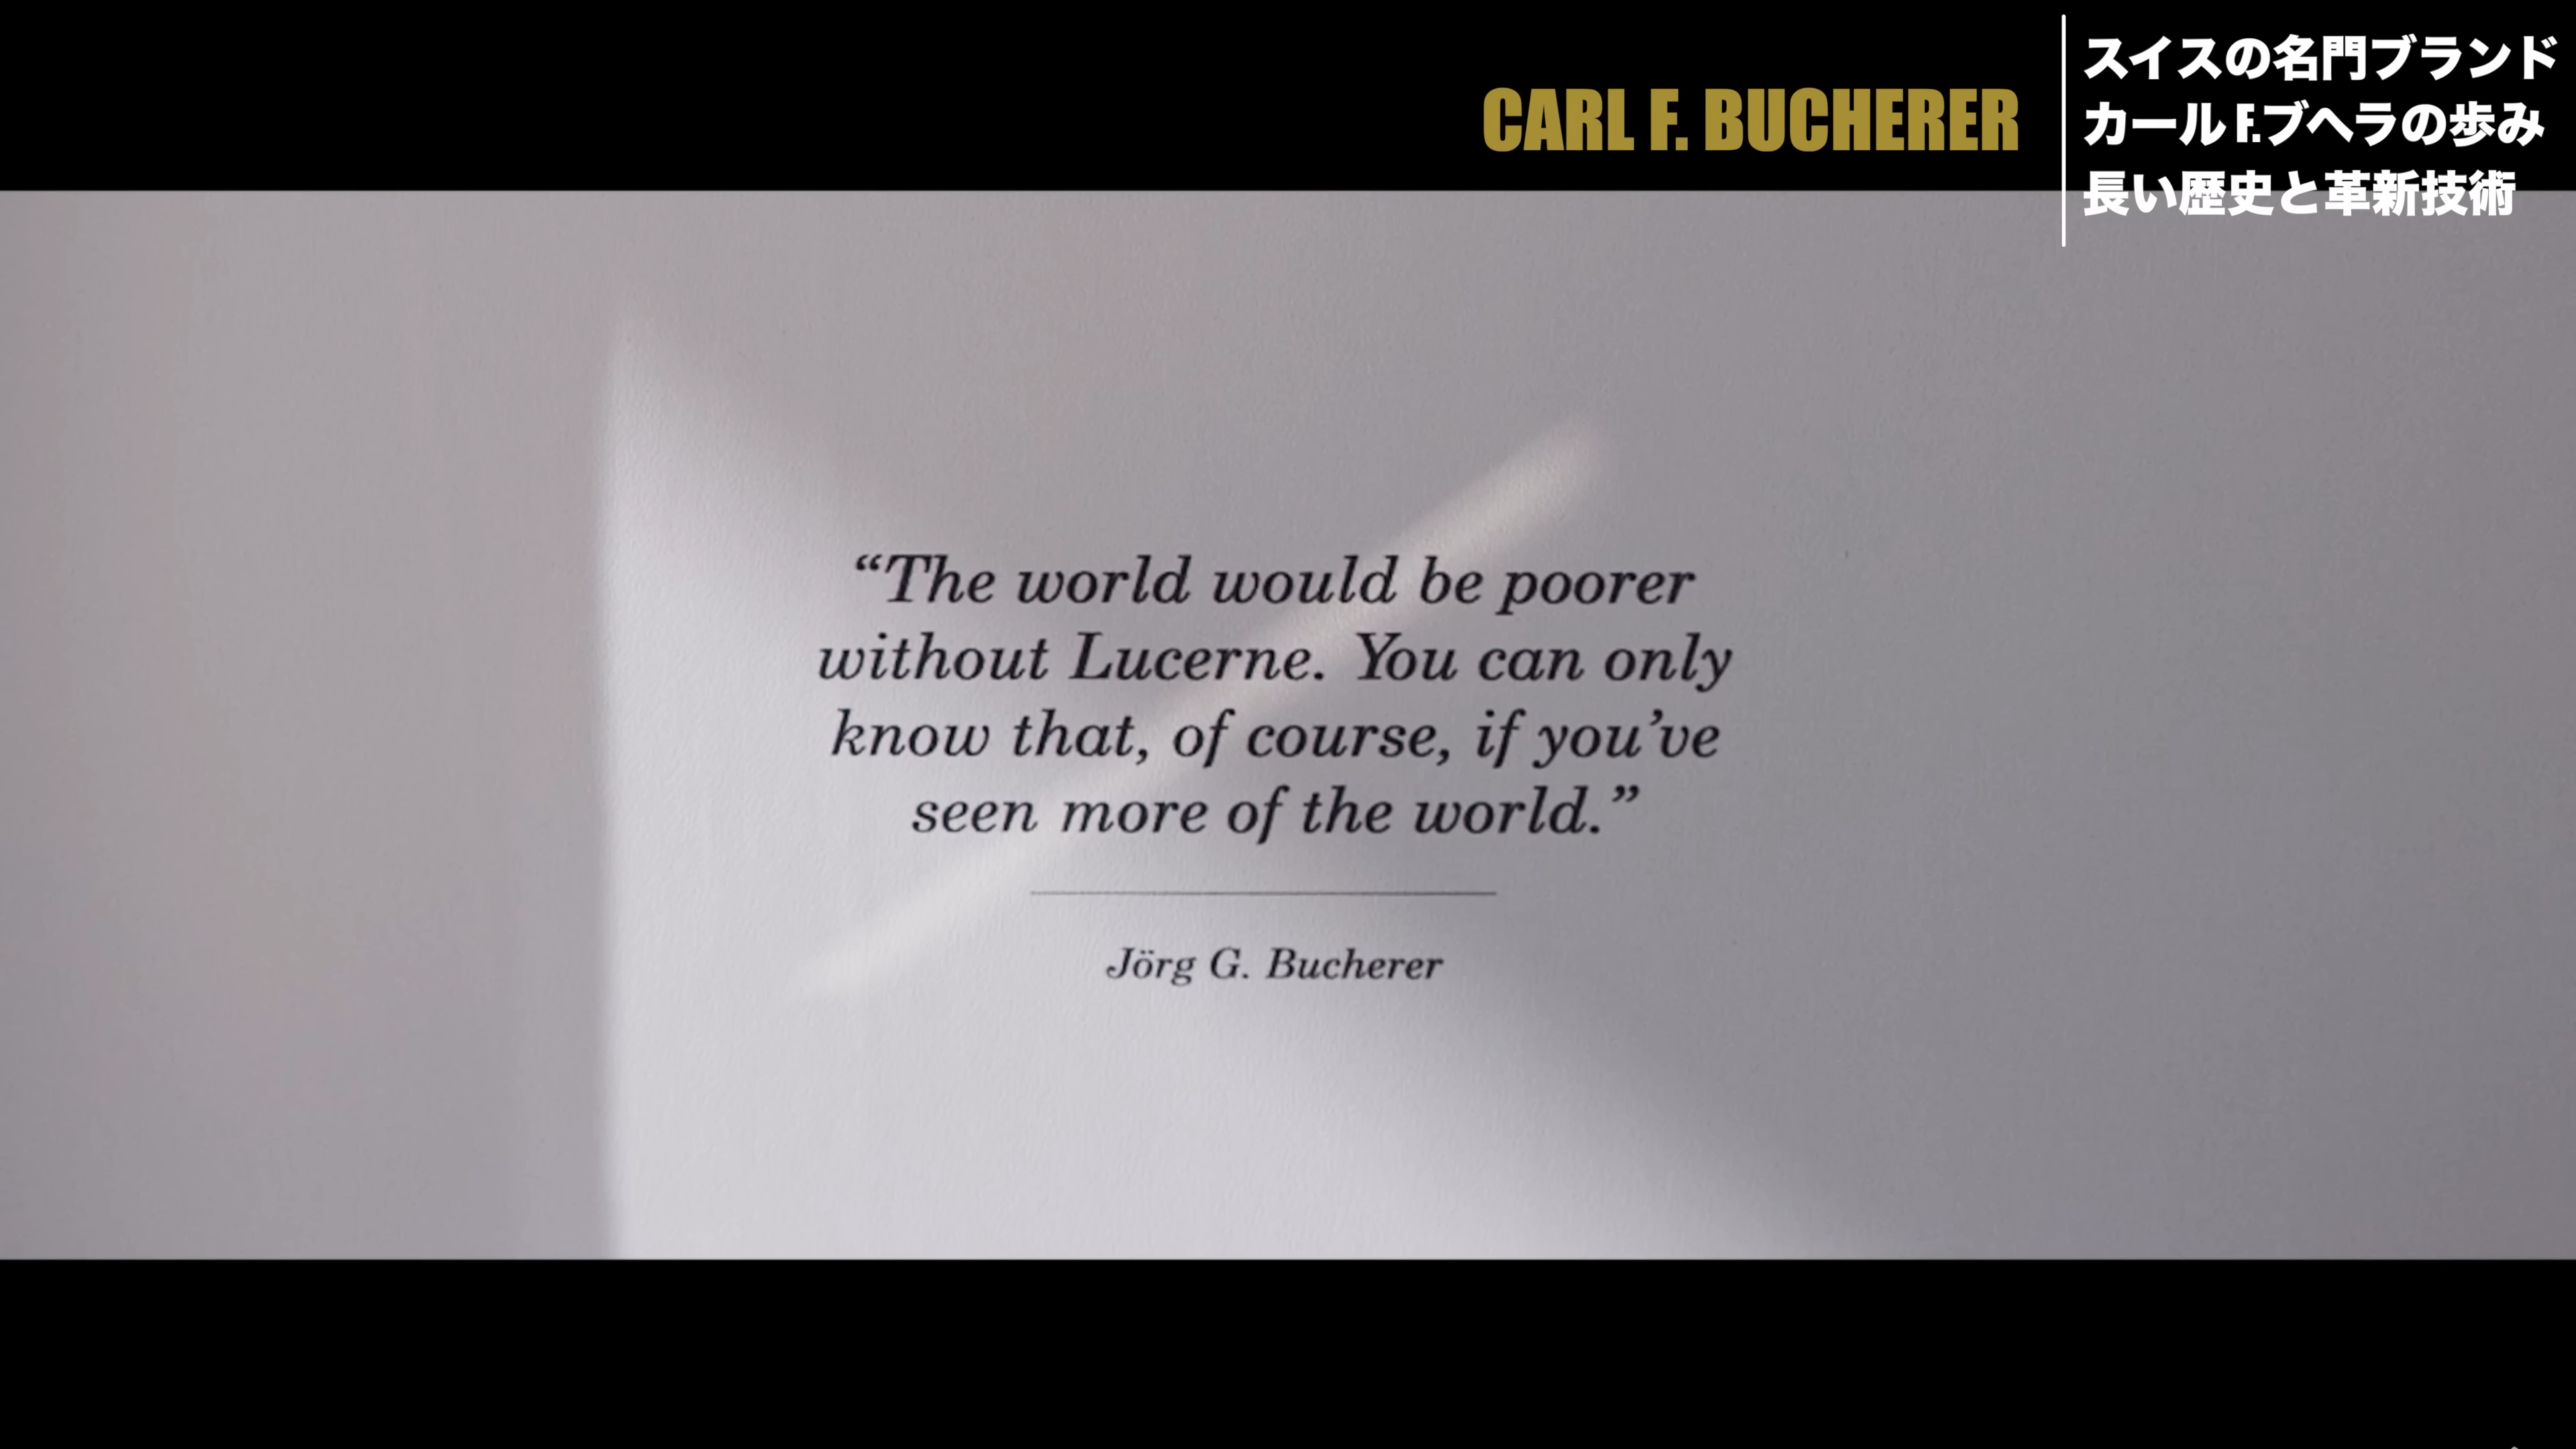 CARL F. BUCHERER
スイスの名門ブランド
カールF.ブヘラの歩み
長い歴史と革新技術
“The world would be poorer
without Lucerne. You can only
know that, of course, if you’ve
seen more of the world.”
Jörg G. Bucherer